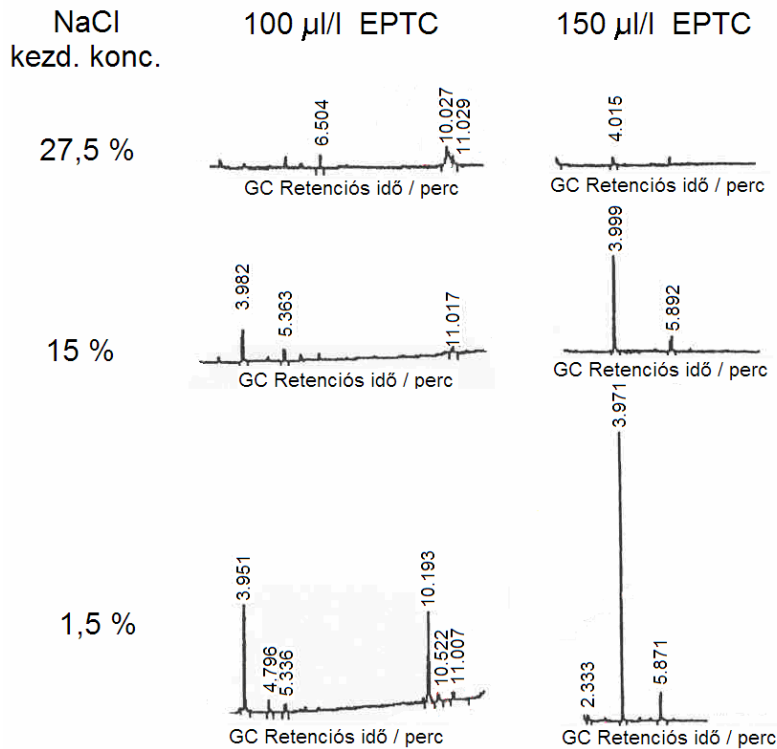 NaCl
kezd. konc.
100 µl/l EPTC
150 µl/l EPTC
27,5 %
6.504
10.027
11.029
GC Retenciós idő / perc
4.015
GC Retenciós idő / perc
15 %
3.982
5.363
11.017
GC Retenciós idő / perc
3.999
5.892
GC Retenciós idő / perc
1,5 %
3.951
4.796
5.336
10.193
10.522
11.007
GC Retenciós idő / perc
2.333
3.971
5.871
GC Retenciós idő / perc